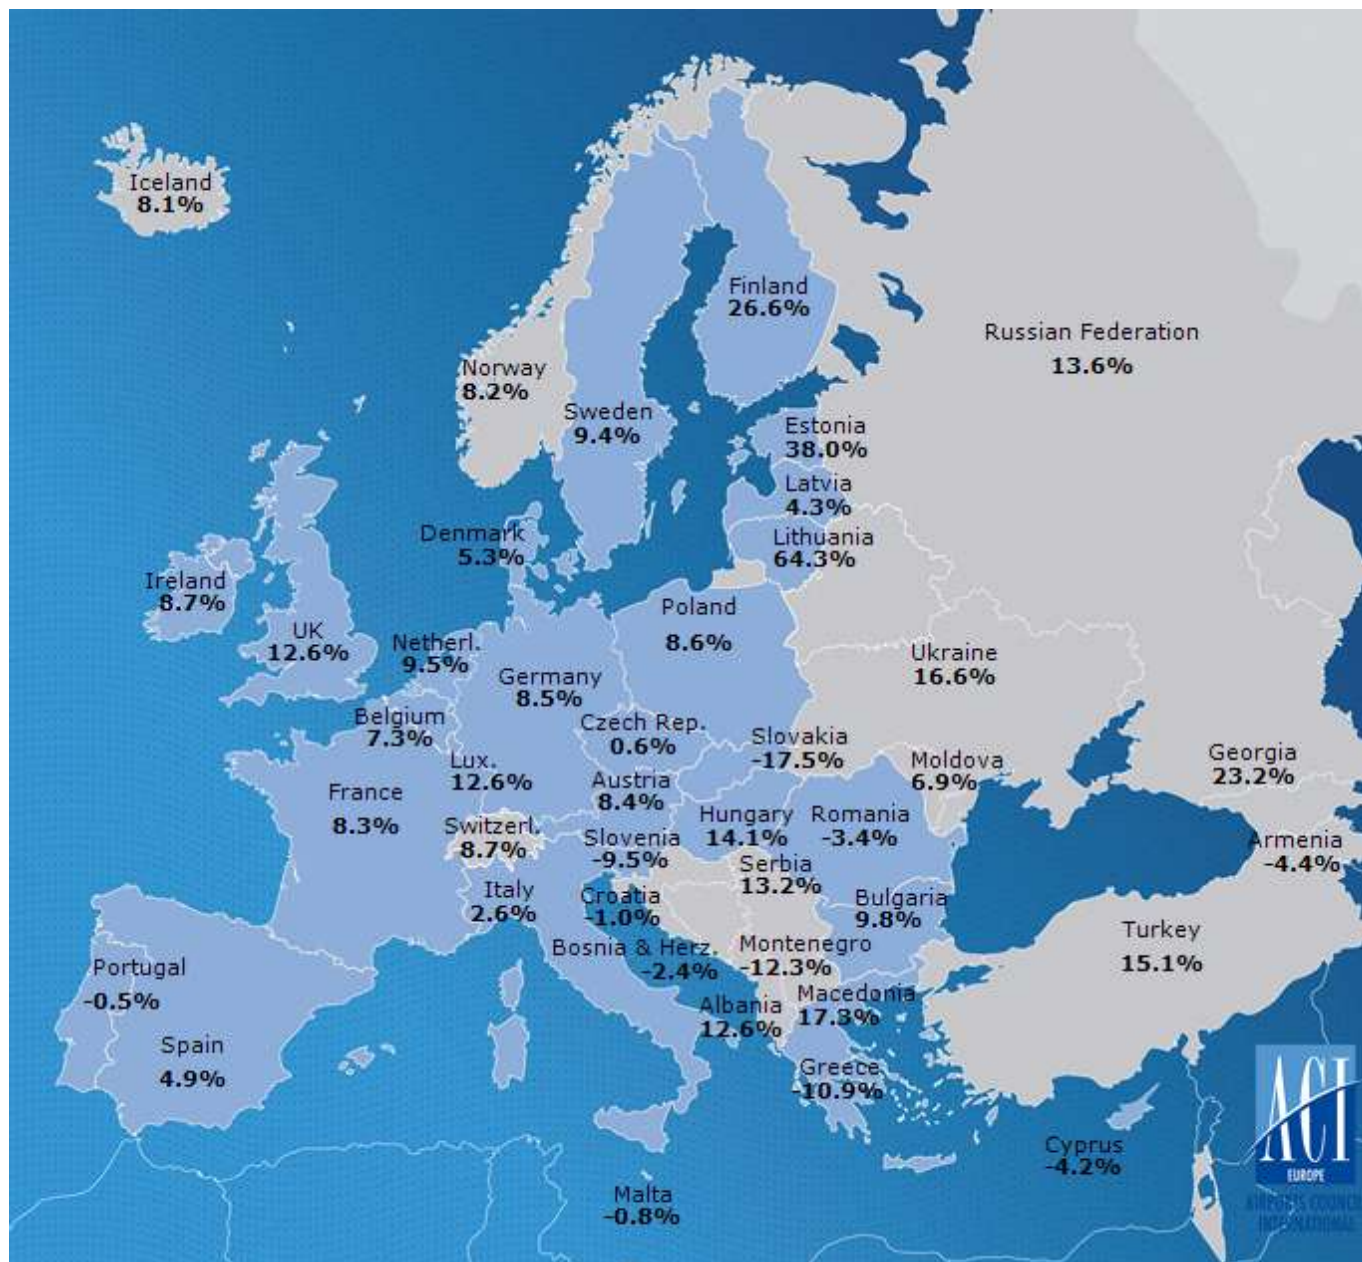 Iceland
8.1%
Finland
26.6%
Russian Federation
13.6%
Norway
8.2%
Sweden
9.4%
Estonia
38.0%
Latvia
4.3%
Denmark
5.3%
Lithuania
64.3%
Ireland
8.7%
UK
12.6%
Netherl.
9.5%
Poland
8.6%
Germany
8.5%
Ukraine
16.6%
Belgium
7.3%
Czech Rep.
0.6%
Slovakia
-17.5%
Lux.
12.6%
Moldova
6.9%
Georgia
23.2%
France
8.3%
Austria
8.4%
Hungary
14.1%
Romania
-3.4%
Switzerl.
8.7%
Slovenia
-9.5%
Armenia
-4.4%
Serbia
13.2%
Italy
2.6%
Croatia
-1.0%
Bulgaria
9.8%
Bosnia & Herz.
-2.4%
Montenegro
-12.3%
Turkey
15.1%
Portugal
-0.5%
Albania
12.6%
Macedonia
17.3%
Spain
4.9%
Greece
-10.9%
Cyprus
-4.2%
Malta
-0.8%
ACI
EUROPE
AIRPORTS COUNCI
INTERNATIONAL